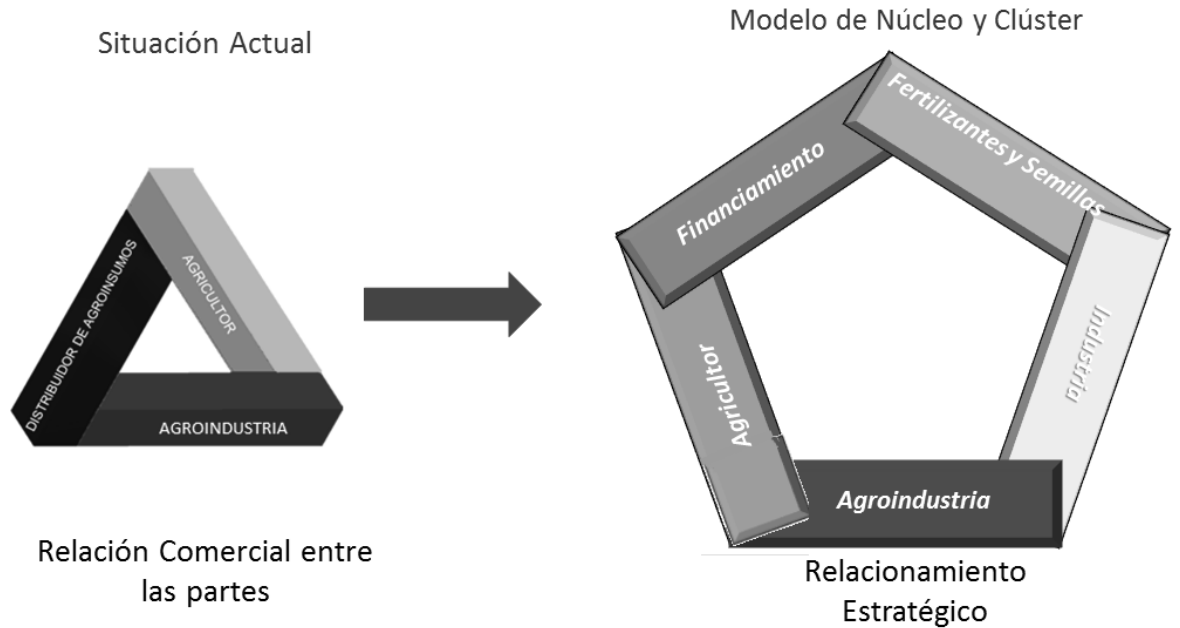 Situación Actual
DISTRIBUIDOR DE AGROINSUMOS
AGRICULTOR
AGROINDUSTRIA
Relación Comercial entre
las partes
Modelo de Núcleo y Clúster
Financiamiento
Fertilizantes y Semillas
Agricultor
Industria
Agroindustria
Relacionamiento
Estratégico